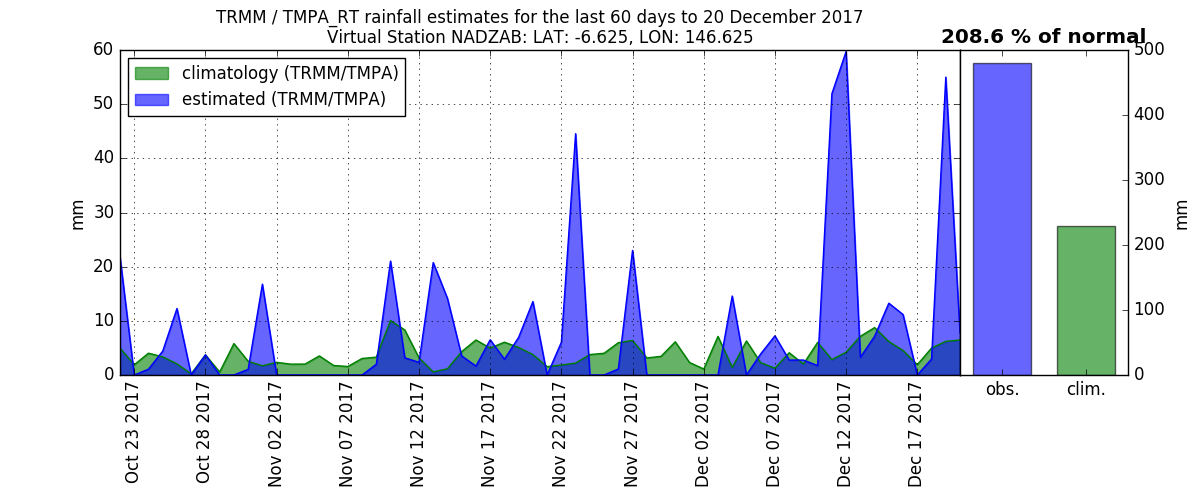 TRMM / TMPA_RT rainfall estimates for the last 60 days to 20 December 2017
Virtual Station NADZAB: LAT: -6.625, LON: 146.625
208.6 % of normal
climatology (TRMM/TMPA)
estimated (TRMM/TMPA)
mm
60
50
40
30
20
10
0
Oct 23 2017
Oct 28 2017
Nov 02 2017
Nov 07 2017
Nov 12 2017
Nov 17 2017
Nov 22 2017
Nov 27 2017
Dec 02 2017
Dec 07 2017
Dec 12 2017
Dec 17 2017
obs.
clim.
500
400
300
200
100
0
mm